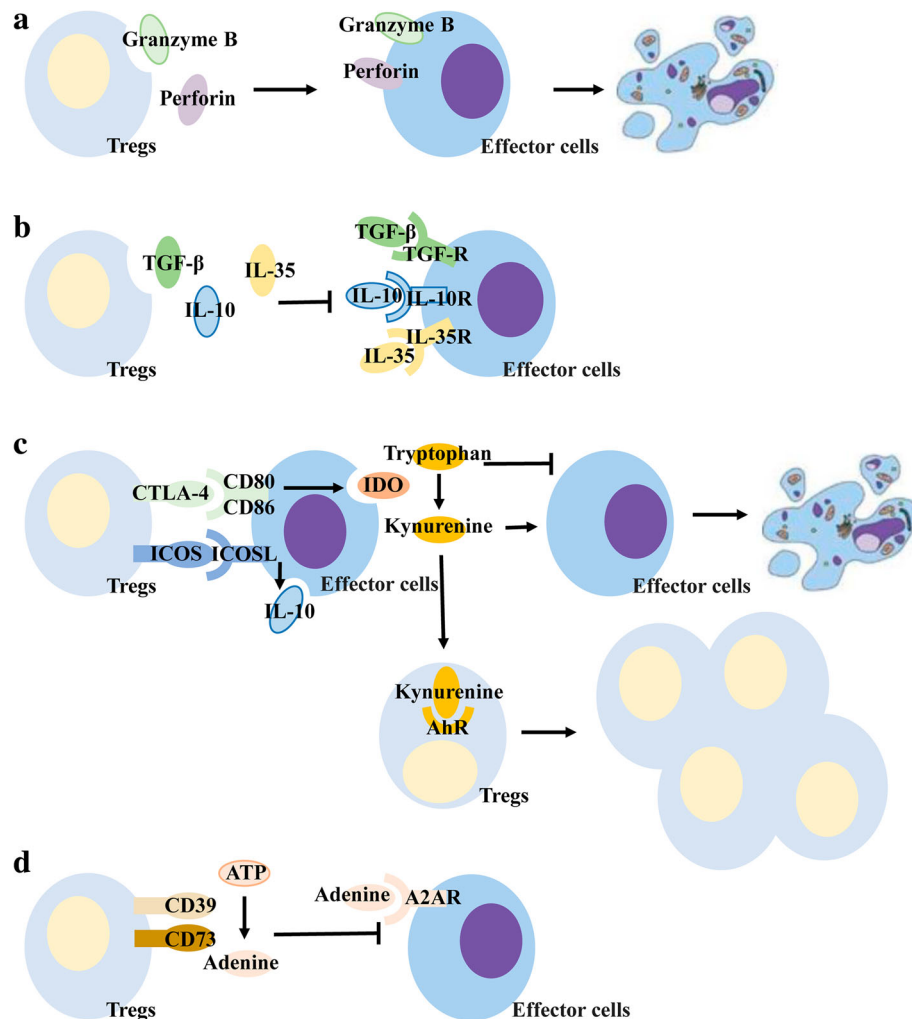 a
Granzyme B
Perforin
Tregs
Granzyme B
Perforin
Effector cells
b
TGF-β
IL-35
IL-10
Tregs
TGF-β
TGF-R
IL-10
IL-10R
IL-35R
IL-35
Effector cells
c
CTLA-4
CD80
CD86
IDO
Tryptophan
Kynurenine
ICOS
ICOSL
IL-10
Tregs
Effector cells
Effector cells
Kynurenine
AhR
Tregs
d
ATP
CD39
CD73
Adenine
Tregs
Adenine
A2AR
Effector cells